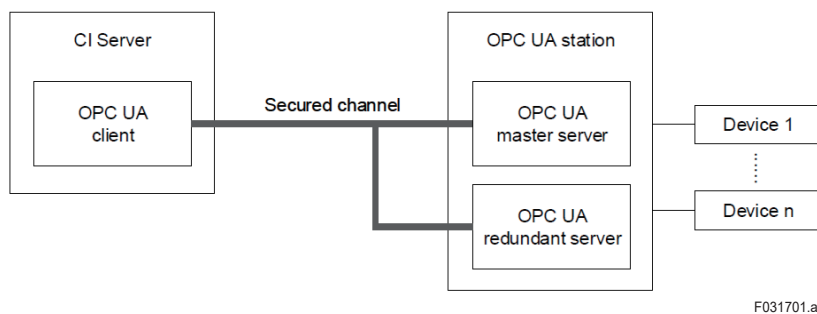 CI Server
OPC UA station
OPC UA
client
Secured channel
OPC UA
master server
Device 1
OPC UA
redundant server
Device n
F031701.a